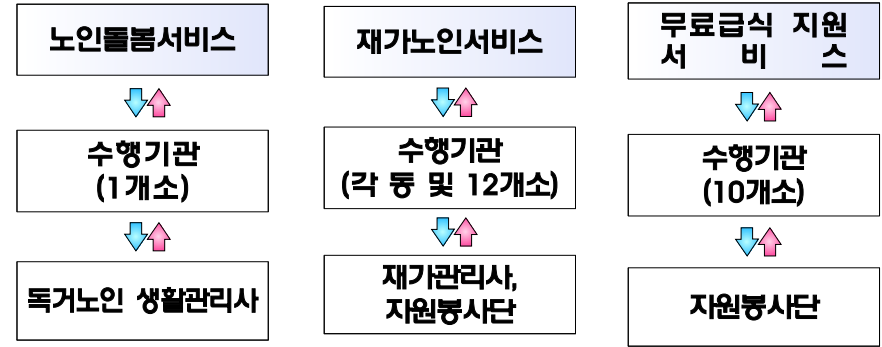 노인돌봄서비스
수행기관
(1개소)
독거노인 생활관리사
재가노인서비스
수행기관
(각 동 및 12개소)
재가관리사,
자원봉사단
무료급식 지원
서 비 스
수행기관
(10개소)
자원봉사단